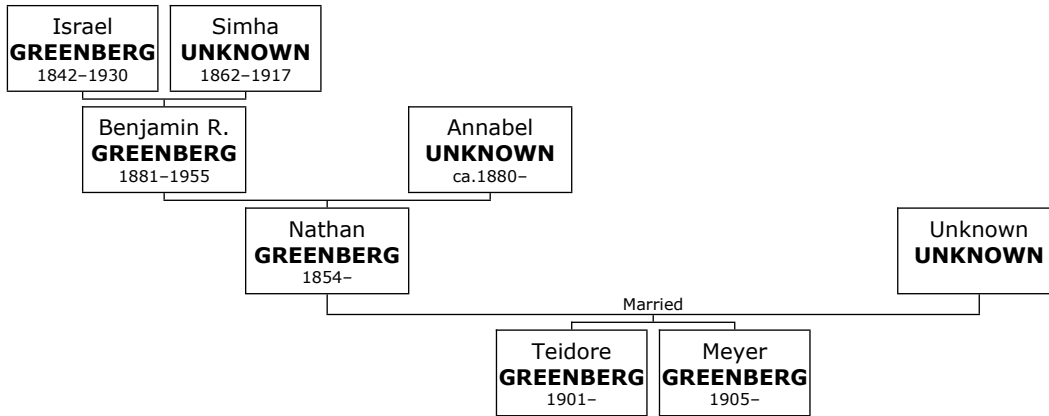 Israel
GREENBERG
1842–1930
Simha
UNKNOWN
1862–1917
Benjamin R.
GREENBERG
1881–1955
Annabel
UNKNOWN
ca.1880–
Nathan
GREENBERG
1854–
Unknown
UNKNOWN
Married
Teidore
GREENBERG
1901–
Meyer
GREENBERG
1905–